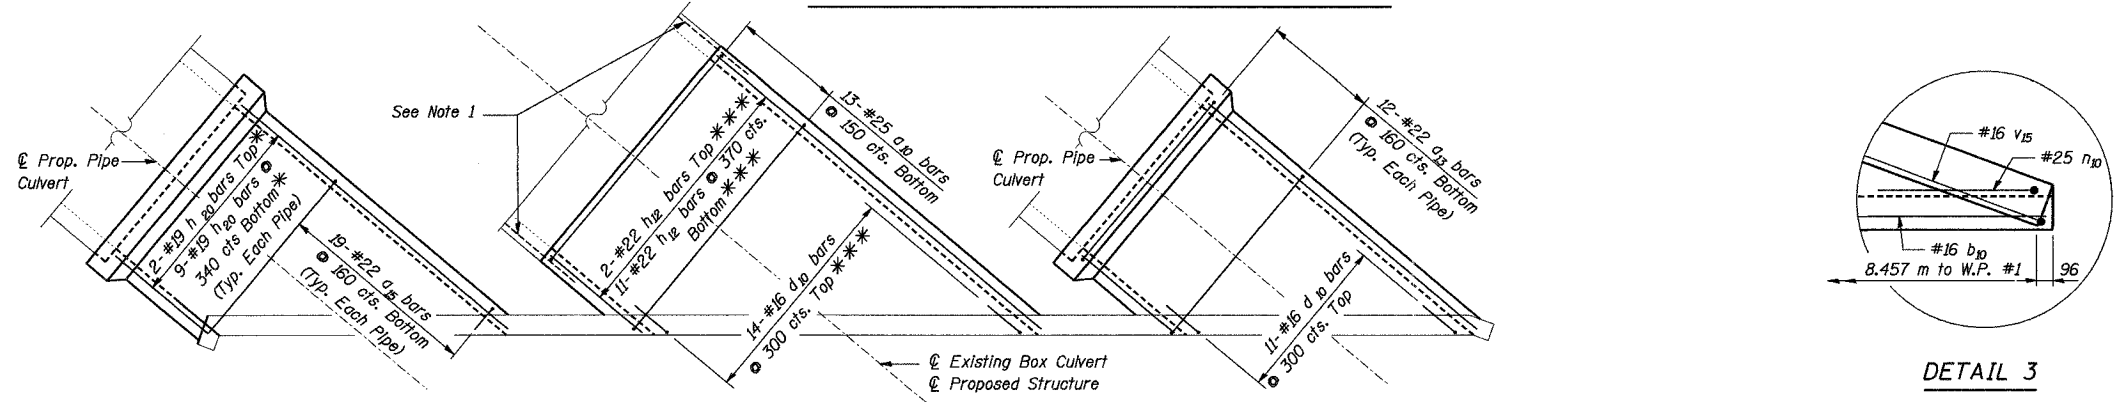 ℄ Prop. Pipe
Culvert
2-#19 h20 bars Top *
9-#19 h20 bars @
340 cts Bottom *
(Typ. Each Pipe)
19-#22 a15 bars
@ 160 cts. Bottom
(Typ. Each Pipe)
See Note 1
2-#22 h12 bars Top ***
11-#22 h12 bars @ 370 cts.
Bottom ***
13-#25 a10 bars
@ 150 cts. Bottom
14-#16 d10 bars
@ 300 cts. Top ***
℄ Existing Box Culvert
℄ Proposed Structure
℄ Prop. Pipe
Culvert
12-#22 a13 bars
@ 160 cts. Bottom
(Typ. Each Pipe)
11-#16 d10 bars
@ 300 cts. Top
#16 v15
#25 n10
#16 b10
8.457 m to W.P. #1
96
DETAIL 3